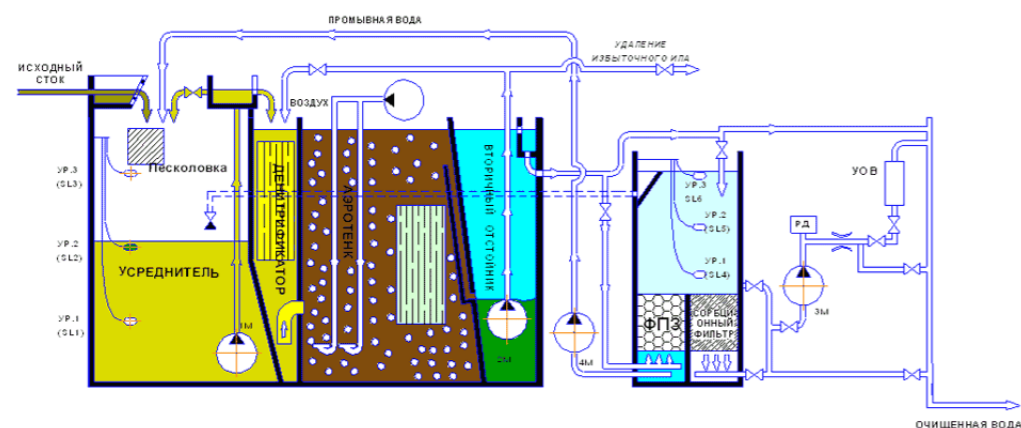 ПРОМЫВНАЯ ВОДА
УДАЛЕНИЕ
ИЗБЫТОЧНОГО ИЛА
ИСХОДНЫЙ
СТОК
ВОЗДУХ
Песколовка
УР.3
(SL3)
УР.2
(SL2)
УСРЕДНИТЕЛЬ
УР.1
(SL1)
1М
ДЕНИТРИФИКАТОР
АЭРОТЕНК
ВТОРИЧНЫЙ ОТСТОЙНИК
2М
4М
УР.3
SL6
УР.2
(SL5)
УР.1
(SL4)
ФПЗ
СОРБЦИ
ОННЫЙ
ФИЛЬТР
УОВ
РД
3М
ОЧИЩЕННАЯ ВОДА